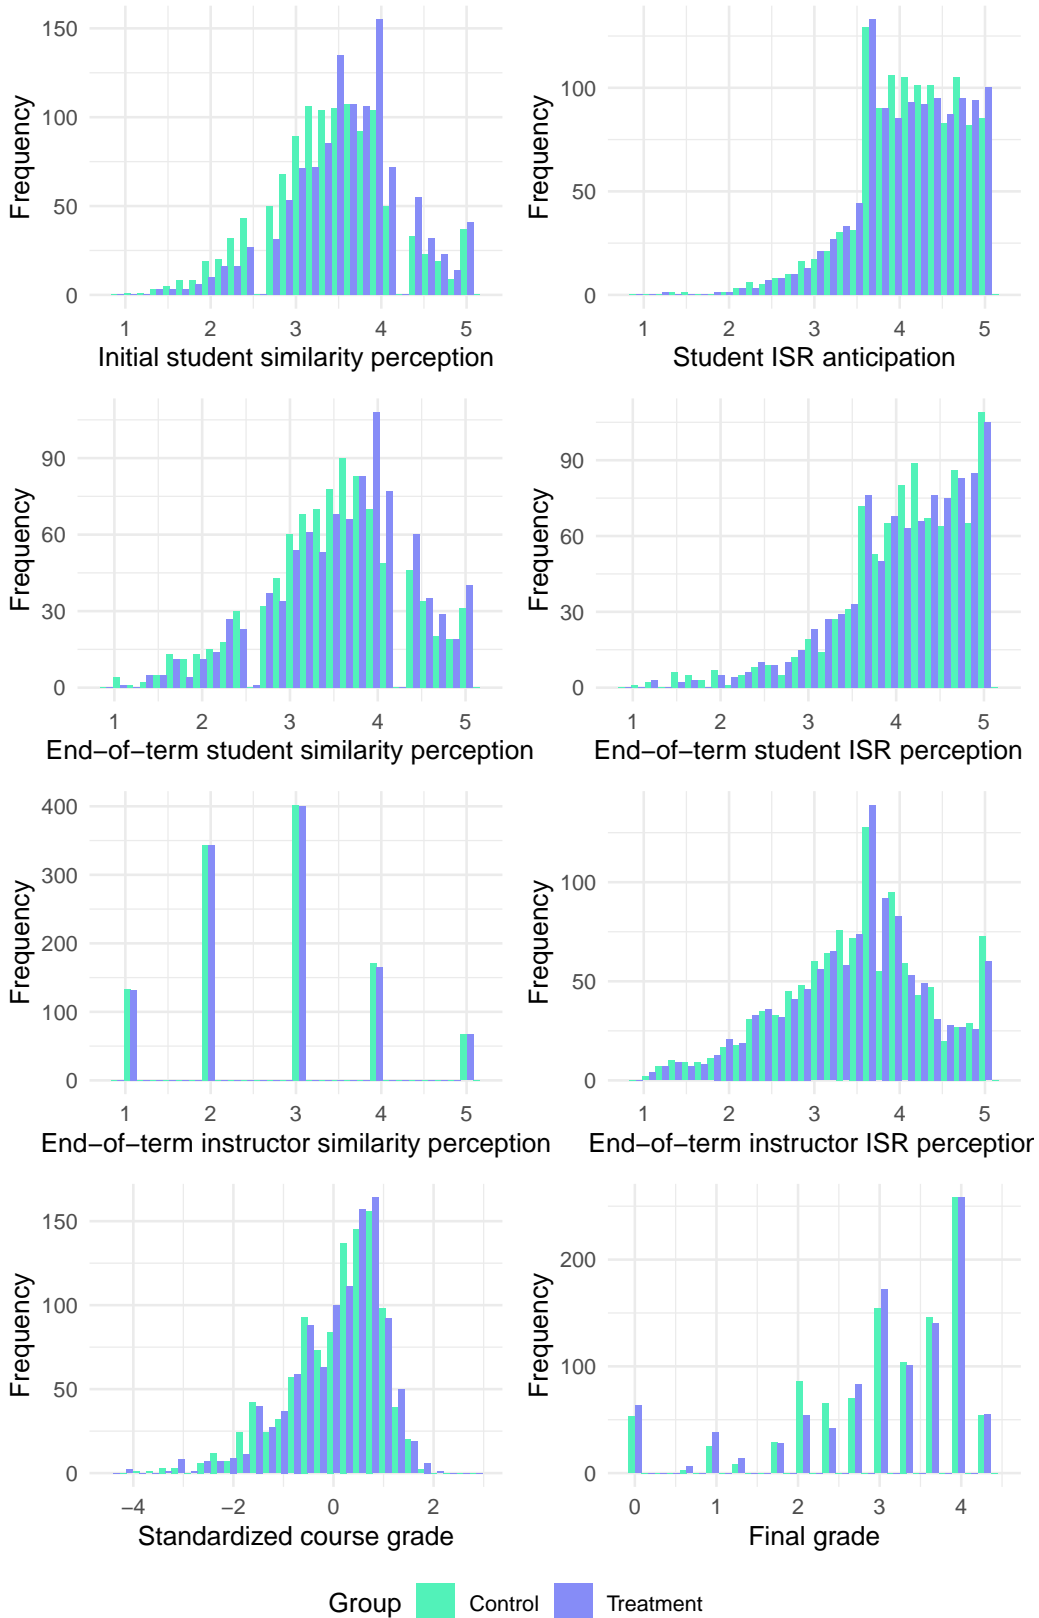 150
100
50
0
Frequency
1 2 3 4 5
Initial student similarity perception
100
50
0
Frequency
1 2 3 4 5
Student ISR anticipation
90
60
30
0
Frequency
1 2 3 4 5
End−of−term student similarity perception
90
60
30
0
Frequency
1 2 3 4 5
End−of−term student ISR perception
400
300
200
100
0
Frequency
1 2 3 4 5
End−of−term instructor similarity perception
100
50
0
Frequency
1 2 3 4 5
End−of−term instructor ISR perception
150
100
50
0
Frequency
−4 −2 0 2
Standardized course grade
200
100
0
Frequency
0 1 2 3 4
Final grade
Group Control Treatment